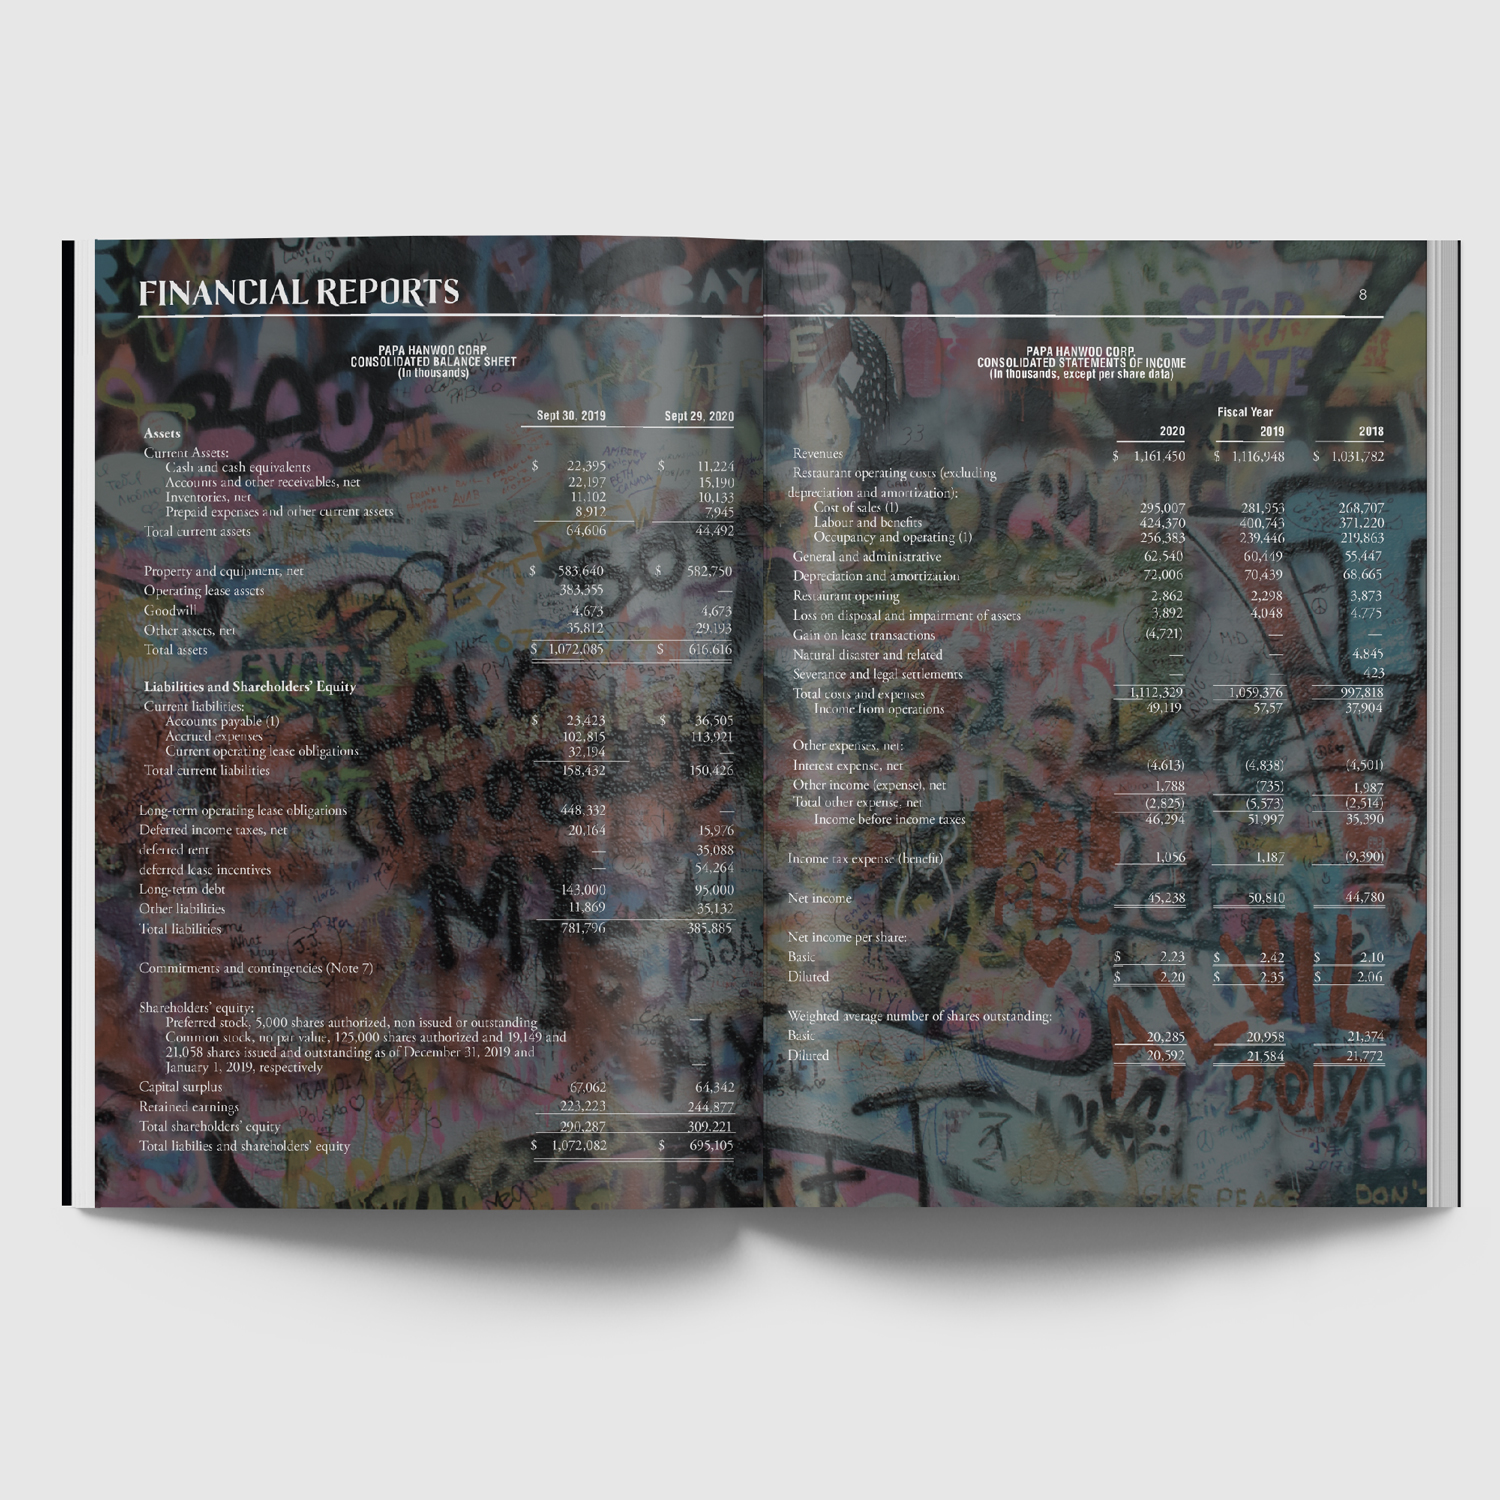 FINANCIAL REPORTS
PAPA HANWOO CORP.
CONSOLIDATED BALANCE SHEET
(In thousands)
Sept 30, 2019 Sept 29, 2020
Assets
Current Assets:
Cash and cash equivalents $ 22,395 $ 11,224
Accounts and other receivables, net 22,197 15,190
Inventories, net 11,102 10,133
Prepaid expenses and other current assets 8,912 7,945
Total current assets 64,606 44,492
Property and equipment, net $ 583,640 $ 582,750
Operating lease assets 383,355 —
Goodwill 4,673 4,673
Other assets, net 35,812 29,193
Total assets $ 1,072,085 $ 616,616
Liabilities and Shareholders' Equity
Current liabilities:
Accounts payable (1) $ 23,423 $ 36,505
Accrued expenses 102,815 113,921
Current operating lease obligations 32,194 —
Total current liabilities 158,432 150,426
Long-term operating lease obligations 448,332 —
Deferred income taxes, net 20,164 15,976
deferred rent — 35,088
deferred lease incentives — 54,264
Long-term debt 143,000 95,000
Other liabilities 11,869 35,132
Total liabilities 781,796 385,885
Commitments and contingencies (Note 7)
Shareholders' equity:
Preferred stock, 5,000 shares authorized, non issued or outstanding —
Common stock, no par value, 125,000 shares authorized and 19,149 and
21,058 shares issued and outstanding as of December 31, 2019 and
January 1, 2019, respectively —
Capital surplus 67,062 64,342
Retained earnings 223,223 244,877
Total shareholders' equity 290,287 309,221
Total liabilies and shareholders' equity $ 1,072,082 $ 695,105
8
PAPA HANWOO CORP.
CONSOLIDATED STATEMENTS OF INCOME
(In thousands, except per share data)
Fiscal Year
2020 2019 2018
Revenues $ 1,161,450 $ 1,116,948 $ 1,031,782
Restaurant operating costs (excluding
depreciation and amortization):
Cost of sales (1) 295,007 281,953 268,707
Labour and benefits 424,370 400,743 371,220
Occupancy and operating (1) 256,383 239,446 219,863
General and administrative 62,540 60,449 55,447
Depreciation and amortization 72,006 70,439 68,665
Restaurant opening 2,862 2,298 3,873
Loss on disposal and impairment of assets 3,892 4,048 4,775
Gain on lease transactions (4,721) — —
Natural disaster and related — — 4,845
Severance and legal settlements — — 423
Total costs and expenses 1,112,329 1,059,376 997,818
Income from operations 49,119 57,57 37,904
Other expenses, net:
Interest expense, net (4,613) (4,838) (4,501)
Other income (expense), net 1,788 (735) 1,987
Total other expense, net (2,825) (5,573) (2,514)
Income before income taxes 46,294 51,997 35,390
Income tax expense (benefit) 1,056 1,187 (9,390)
Net income 45,238 50,810 44,780
Net income per share:
Basic $ 2.23 $ 2.42 $ 2.10
Diluted $ 2.20 $ 2.35 $ 2.06
Weighted average number of shares outstanding:
Basic 20,285 20,958 21,374
Diluted 20,592 21,584 21,772
BAY
STOP
HATE
EVANS
2017
DON'T